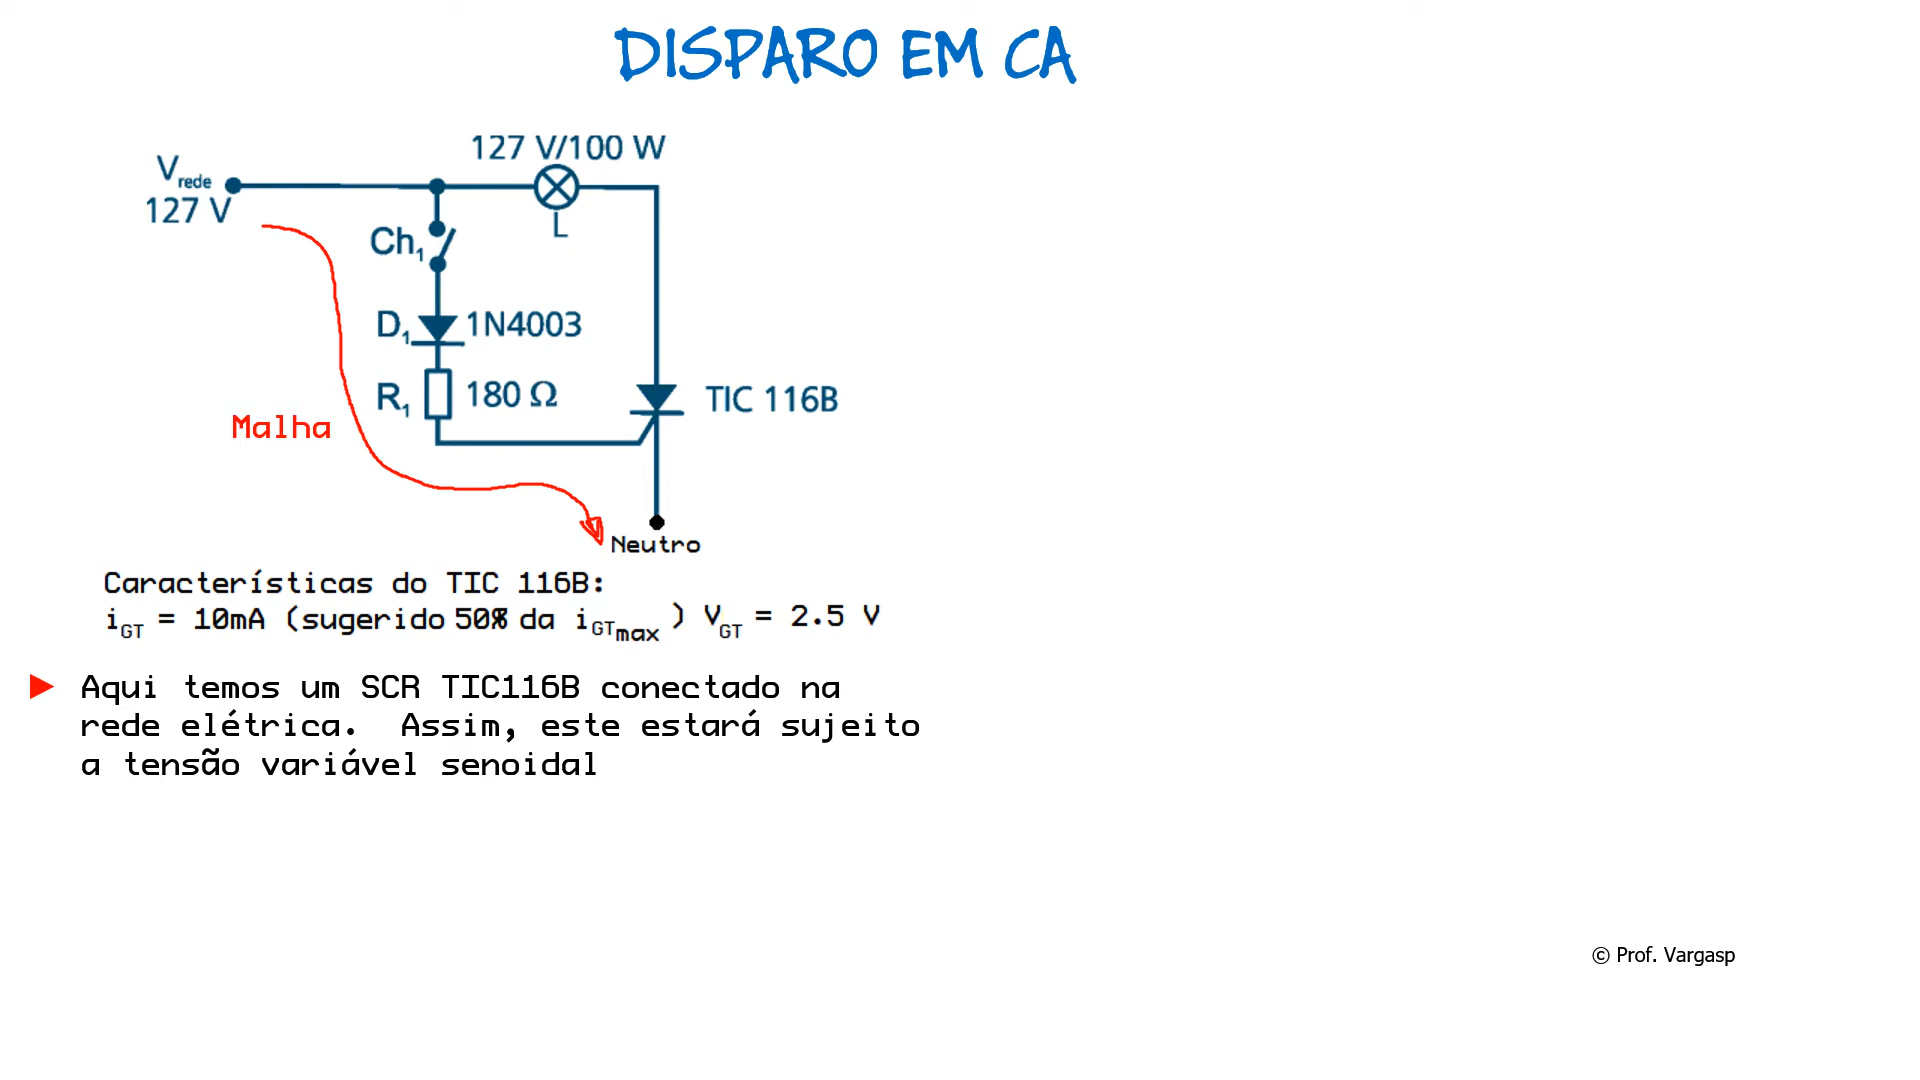 DISPARO EM CA
127 V/100 W
Vrede
127 V
L
Ch1
D1 1N4003
R1 180 Ω
TIC 116B
Malha
Neutro
Características do TIC 116B:
iGT = 10mA (sugerido 50% da iGTmax ) VGT = 2.5 V
Aqui temos um SCR TIC116B conectado na
rede elétrica. Assim, este estará sujeito
a tensão variável senoidal
© Prof. Vargasp